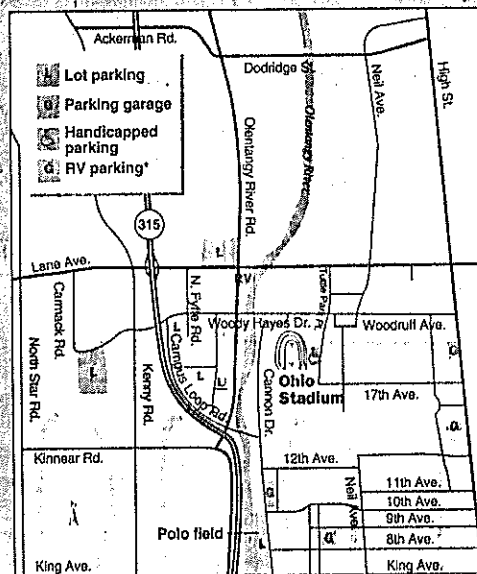 Ackerman Rd.
Lot parking
Parking garage
Handicapped
parking
RV parking*
Dodridge St.
Olentangy River Rd.
Olentangy River
Neil Ave.
High St.
315
L
Lane Ave.
RV
Tuttle Park Pl.
N. Fyffe Rd.
Woody Hayes Dr.
Woodruff Ave.
Carmack Rd.
North Star Rd.
L
Kenny Rd.
L
Campus Loop Rd.
L
Ohio
Stadium
Cannon Dr.
17th Ave.
Kinnear Rd.
12th Ave.
Neil Ave.
11th Ave.
10th Ave.
9th Ave.
8th Ave.
Polo field
L
King Ave.
King Ave.